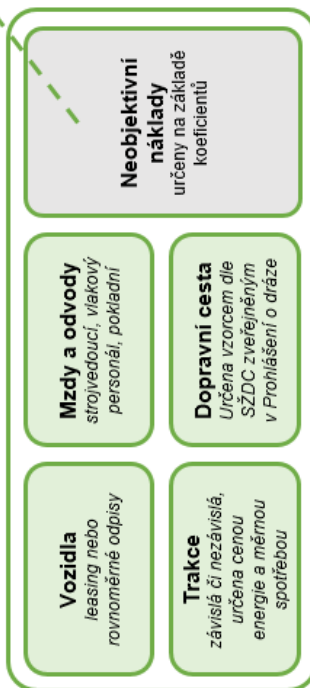 Vozidla
leasing nebo
rovnoměrné odpisy
Mzdy a odvody
strojvedoucí, vlakový
personál, pokladní
Trakce
závislá či nezávislá,
určena cenou
energie a měrnou
spotřebou
Dopravní cesta
Určena vzorcem dle
SŽDC zveřejněným
v Prohlášení o dráze
Neobjektivní
náklady
určeny na základě
koeficientů